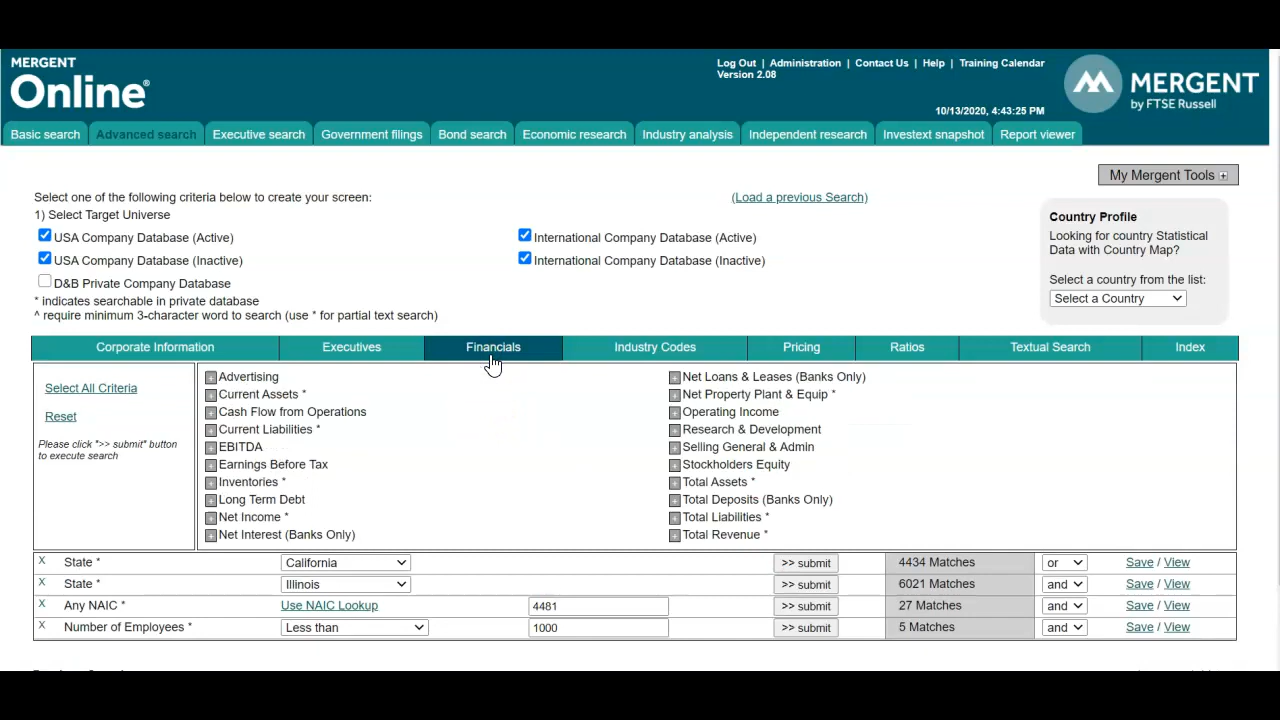 MERGENT
Online®
Log Out | Administration | Contact Us | Help | Training Calendar
Version 2.08
10/13/2020, 4:43:25 PM
MERGENT
by FTSE Russell
Basic search Advanced search Executive search Government filings Bond search Economic research Industry analysis Independent research Investext snapshot Report viewer
My Mergent Tools
Select one of the following criteria below to create your screen:
(Load a previous Search)
1) Select Target Universe
USA Company Database (Active)
International Company Database (Active)
USA Company Database (Inactive)
International Company Database (Inactive)
D&B Private Company Database
* indicates searchable in private database
^ require minimum 3-character word to search (use * for partial text search)
Country Profile
Looking for country Statistical
Data with Country Map?
Select a country from the list:
Select a Country
Corporate Information Executives Financials Industry Codes Pricing Ratios Textual Search Index
Select All Criteria
Reset
Please click ">> submit" button
to execute search
Advertising
Current Assets *
Cash Flow from Operations
Current Liabilities *
EBITDA
Earnings Before Tax
Inventories *
Long Term Debt
Net Income *
Net Interest (Banks Only)
Net Loans & Leases (Banks Only)
Net Property Plant & Equip *
Operating Income
Research & Development
Selling General & Admin
Stockholders Equity
Total Assets *
Total Deposits (Banks Only)
Total Liabilities *
Total Revenue *
X State * California >> submit 4434 Matches or Save / View
X State * Illinois >> submit 6021 Matches and Save / View
X Any NAIC * Use NAIC Lookup 4481 >> submit 27 Matches and Save / View
X Number of Employees * Less than 1000 >> submit 5 Matches and Save / View